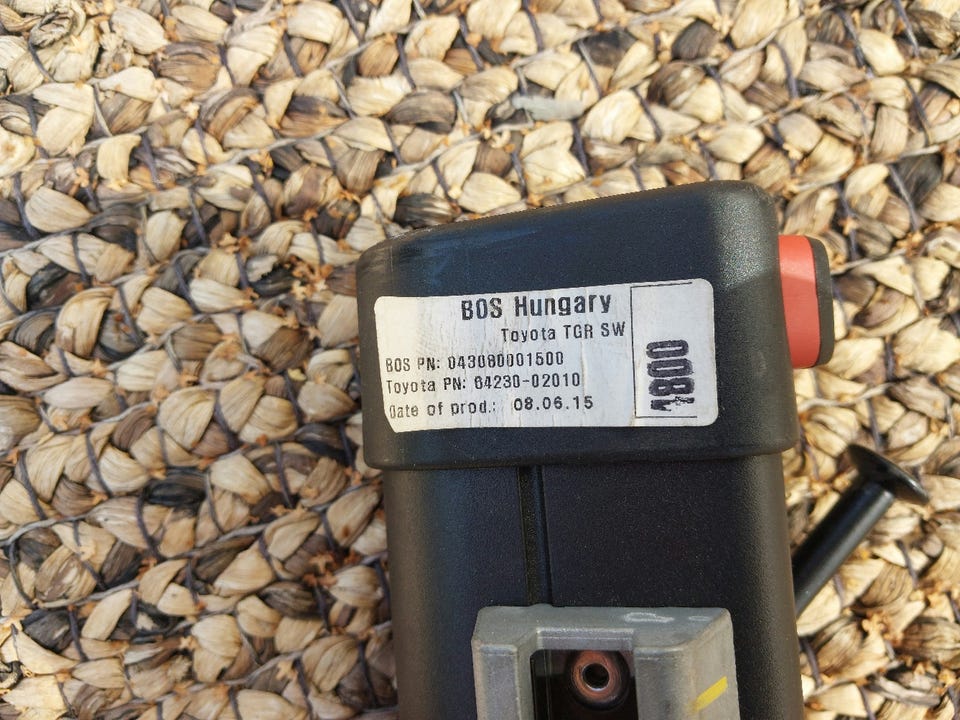 BOS Hungary
Toyota TGR SW
BOS PN: 043080001500
Toyota PN: 64230-02010
Date of prod.: 08.06.15
1800